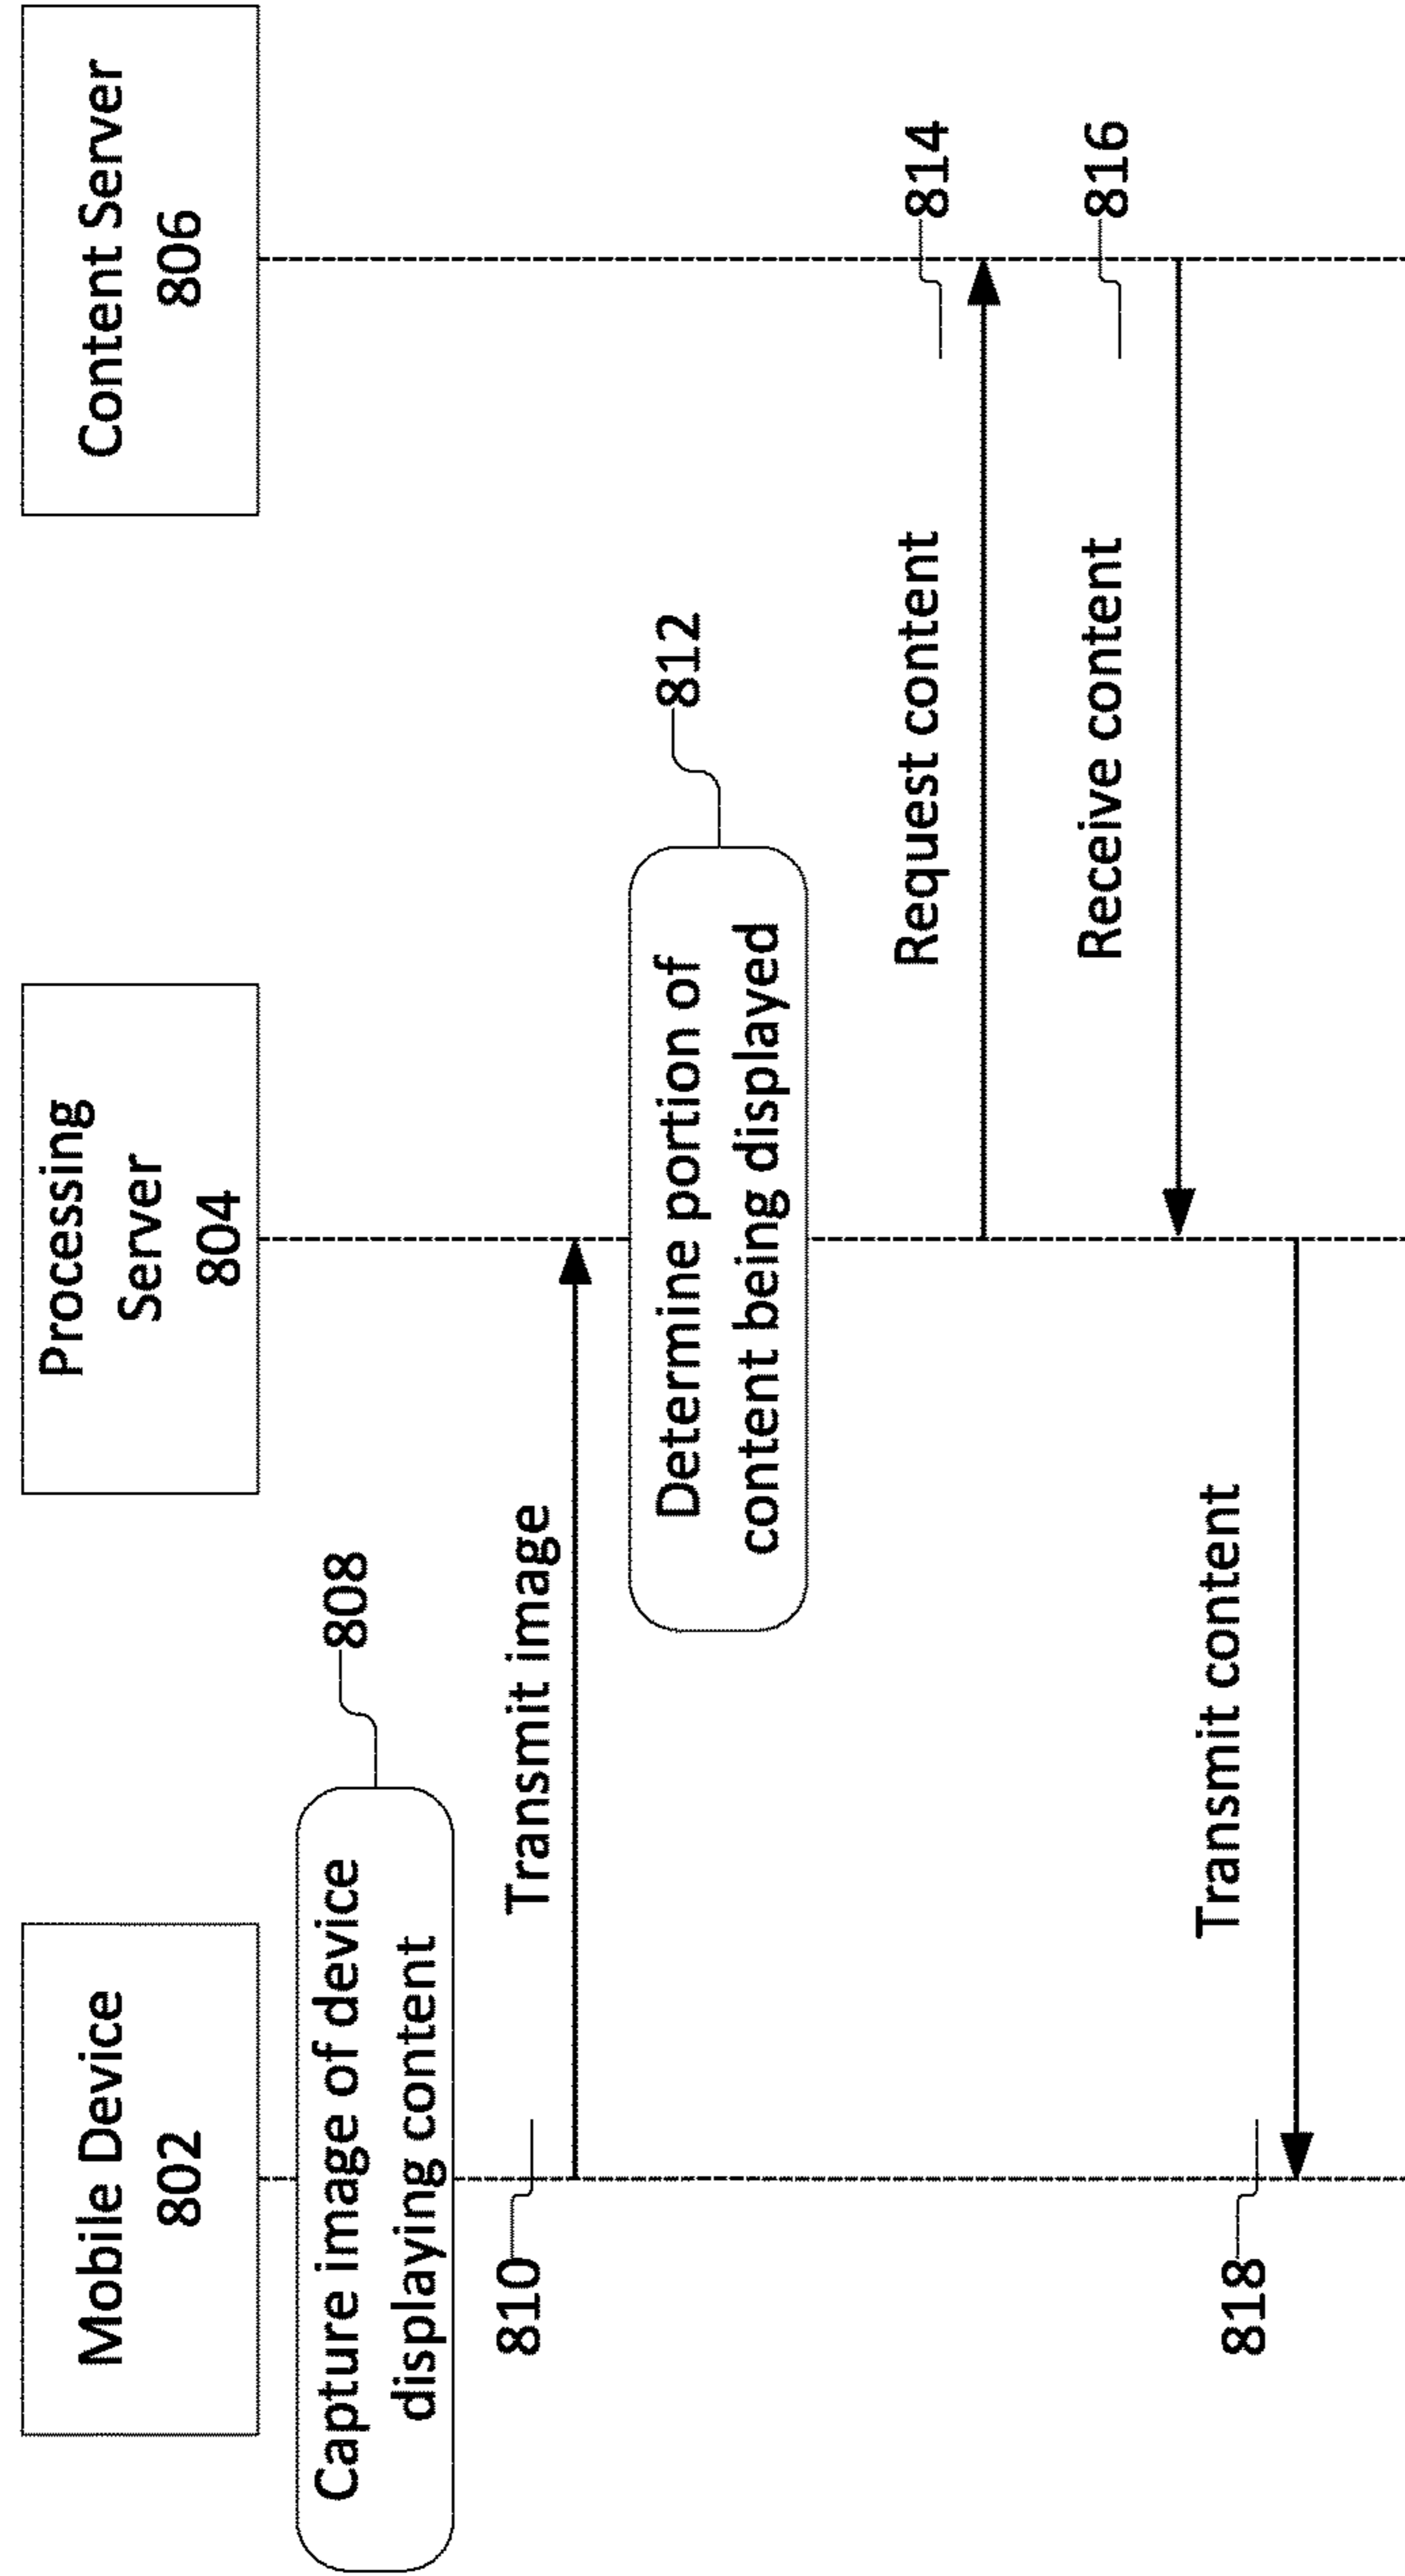 Mobile Device
802
Processing
Server
804
Content Server
806
Capture image of device
displaying content
808
810
Transmit image
Determine portion of
content being displayed
812
Request content
814
Receive content
816
Transmit content
818